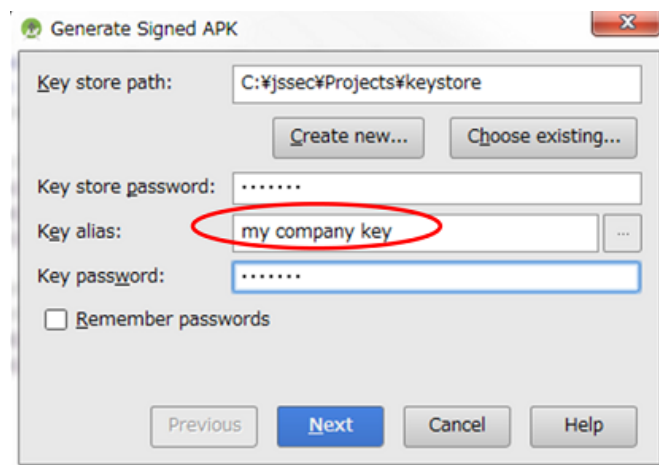 Generate Signed APK
Key store path: C:¥jssec¥Projects¥keystore
Create new... Choose existing...
Key store password: •••••••
Key alias: my company key ...
Key password: •••••••
Remember passwords
Previous Next Cancel Help